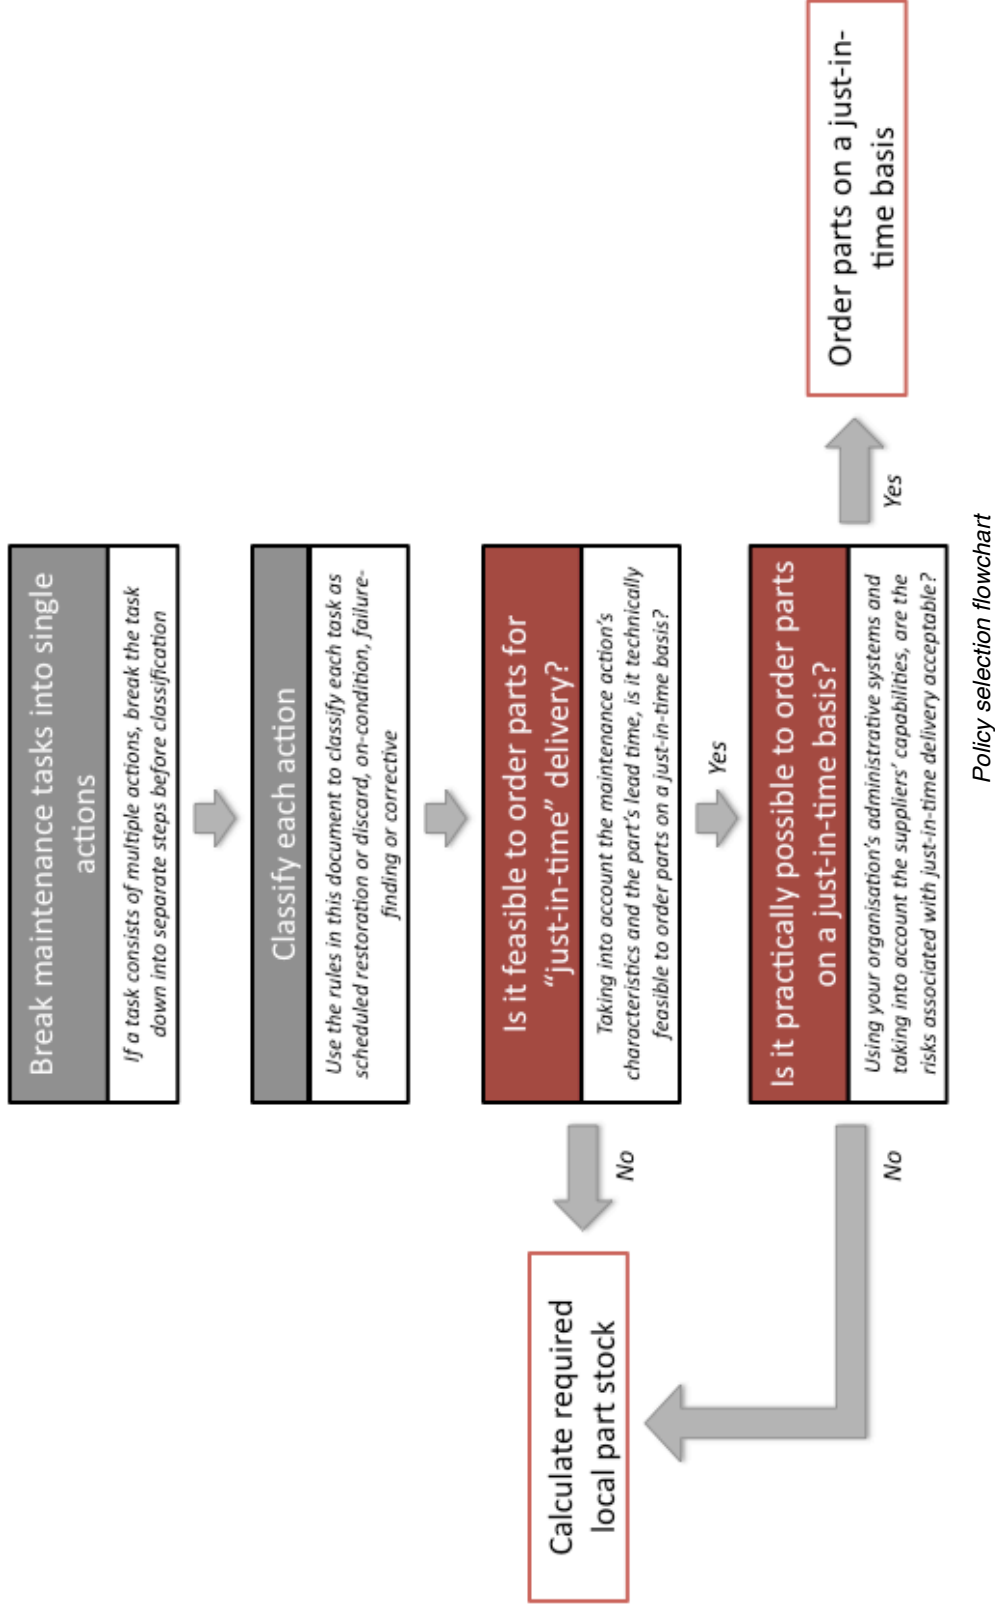 Break maintenance tasks into single
actions
If a task consists of multiple actions, break the task
down into separate steps before classification
Classify each action
Use the rules in this document to classify each task as
scheduled restoration or discard, on-condition, failure-
finding or corrective
Is it feasible to order parts for
“just-in-time” delivery?
Taking into account the maintenance action’s
characteristics and the part’s lead time, is it technically
feasible to order parts on a just-in-time basis?
No
Calculate required
local part stock
Yes
Is it practically possible to order parts
on a just-in-time basis?
Using your organisation’s administrative systems and
taking into account the suppliers’ capabilities, are the
risks associated with just-in-time delivery acceptable?
No
Yes
Order parts on a just-in-
time basis
Policy selection flowchart